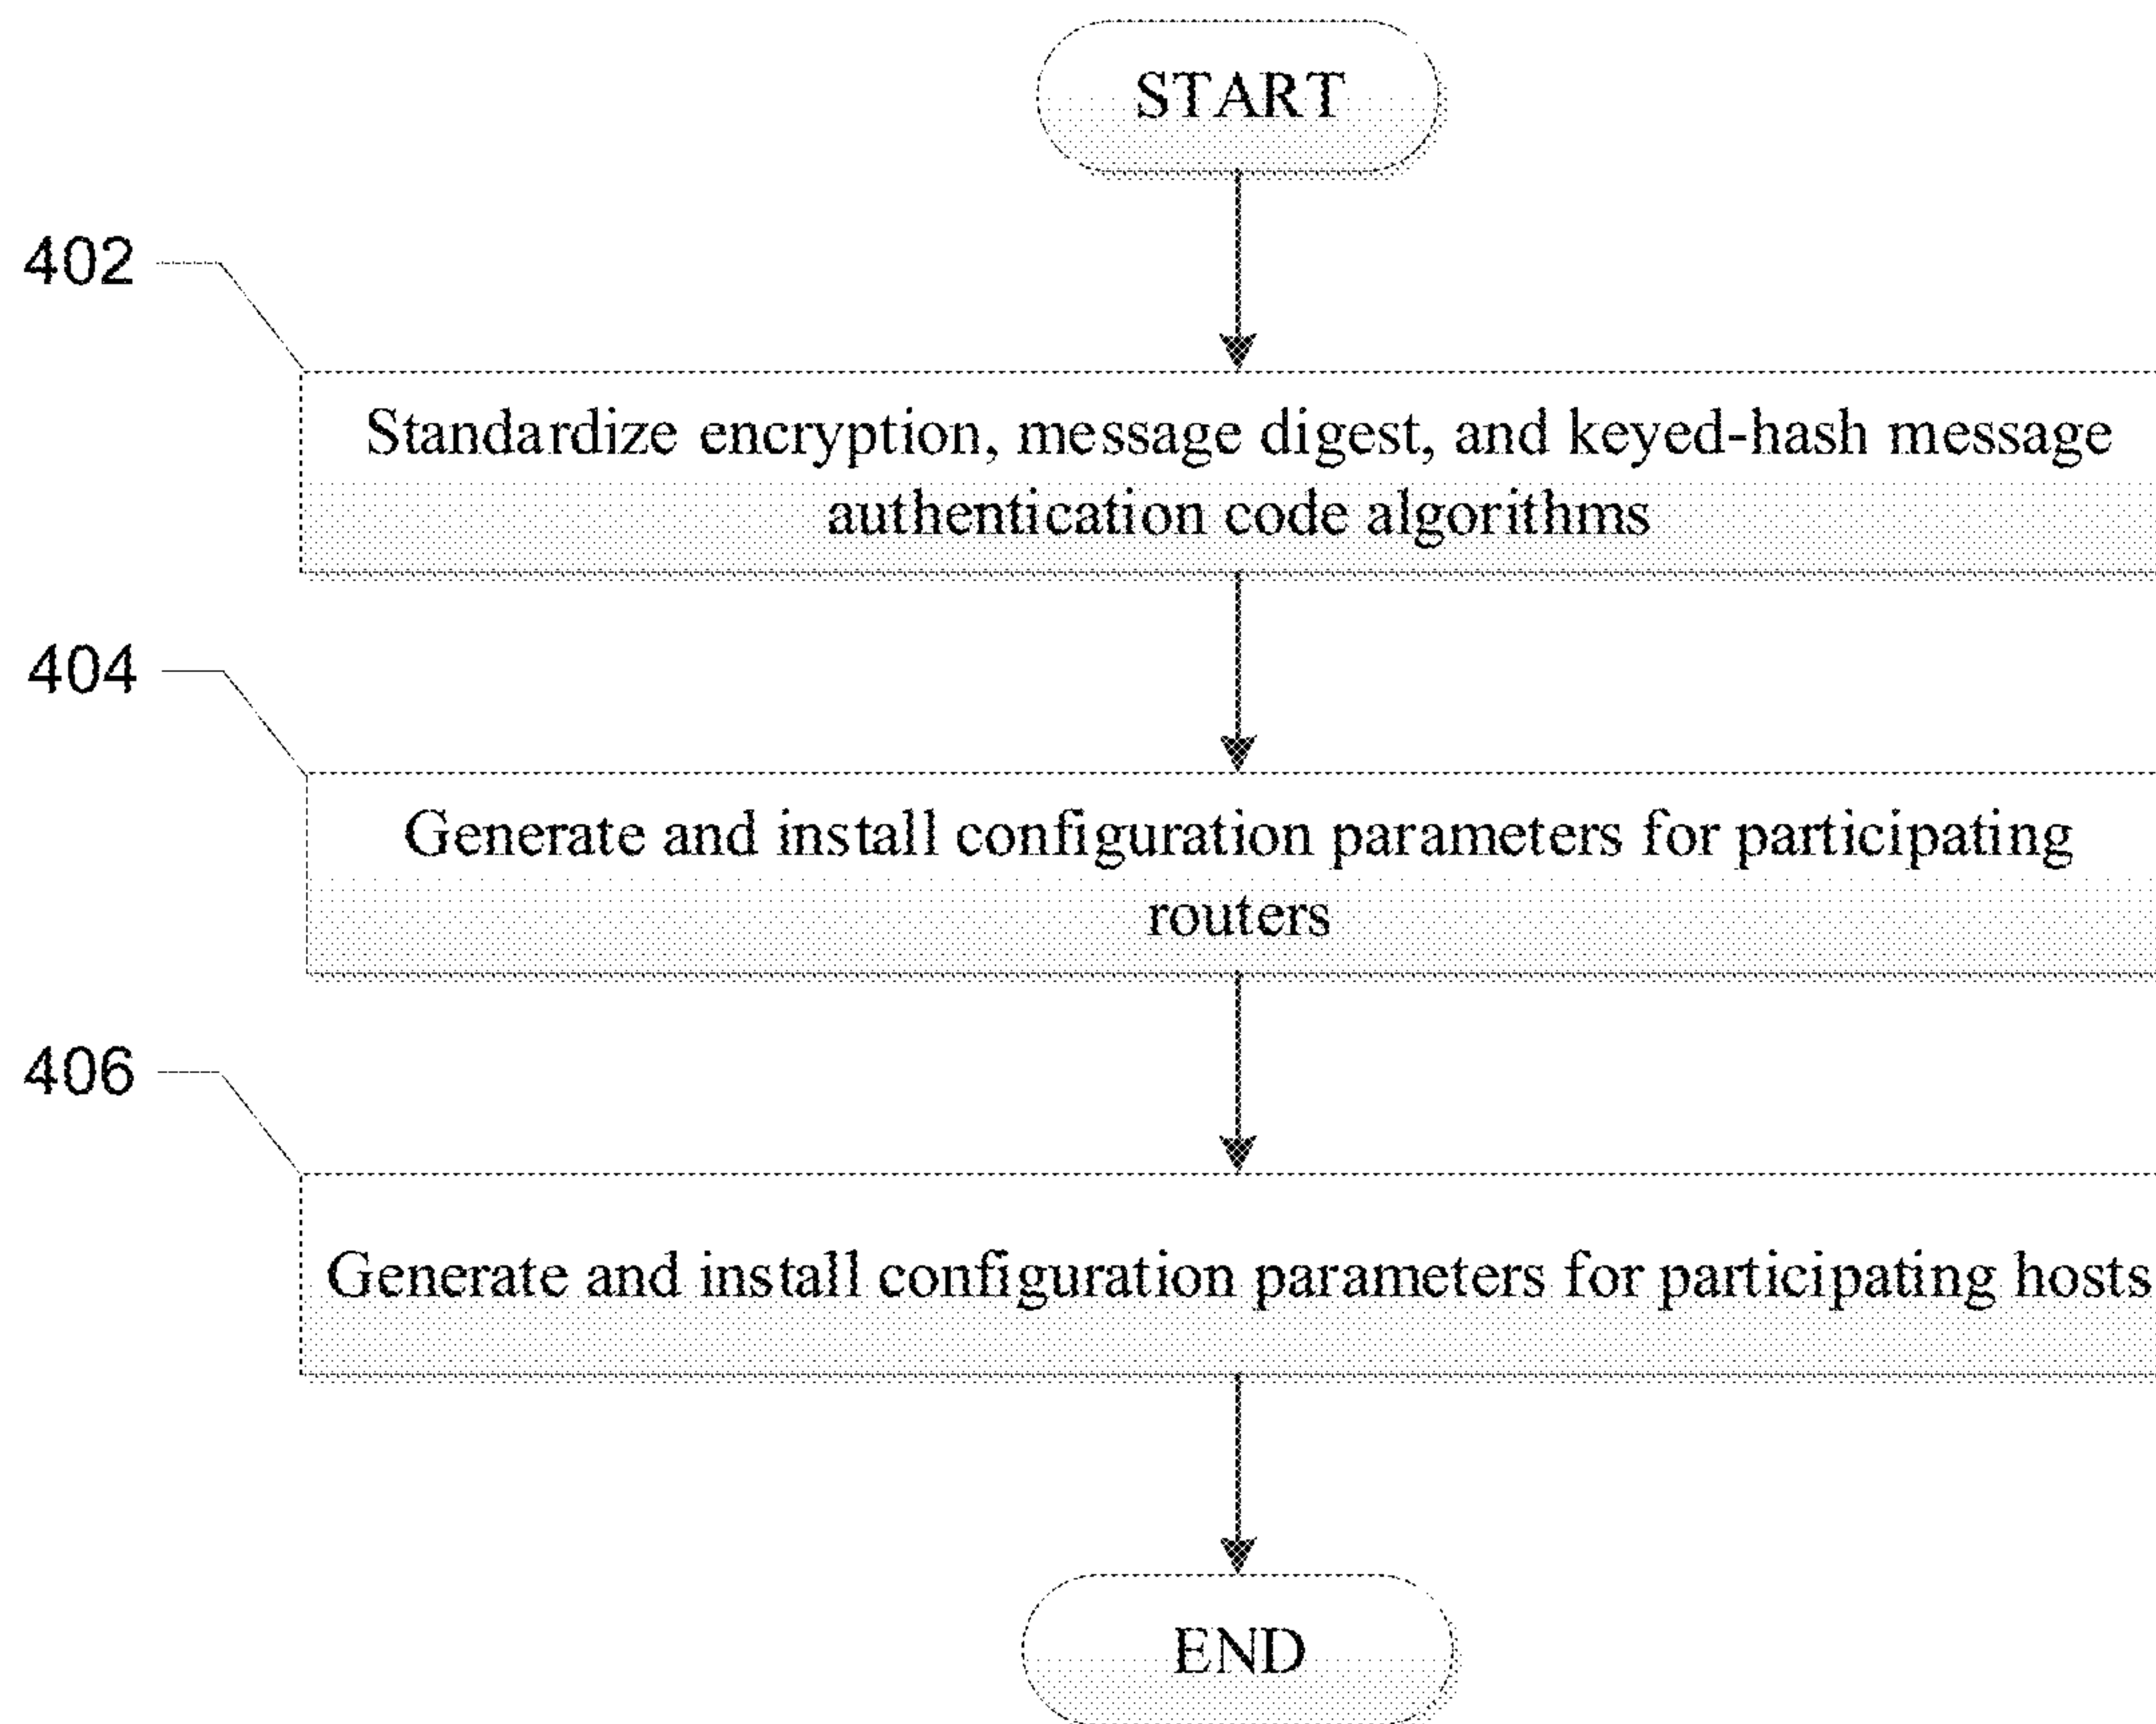 START
402
Standardize encryption, message digest, and keyed-hash message
authentication code algorithms
404
Generate and install configuration parameters for participating
routers
406
Generate and install configuration parameters for participating hosts
END